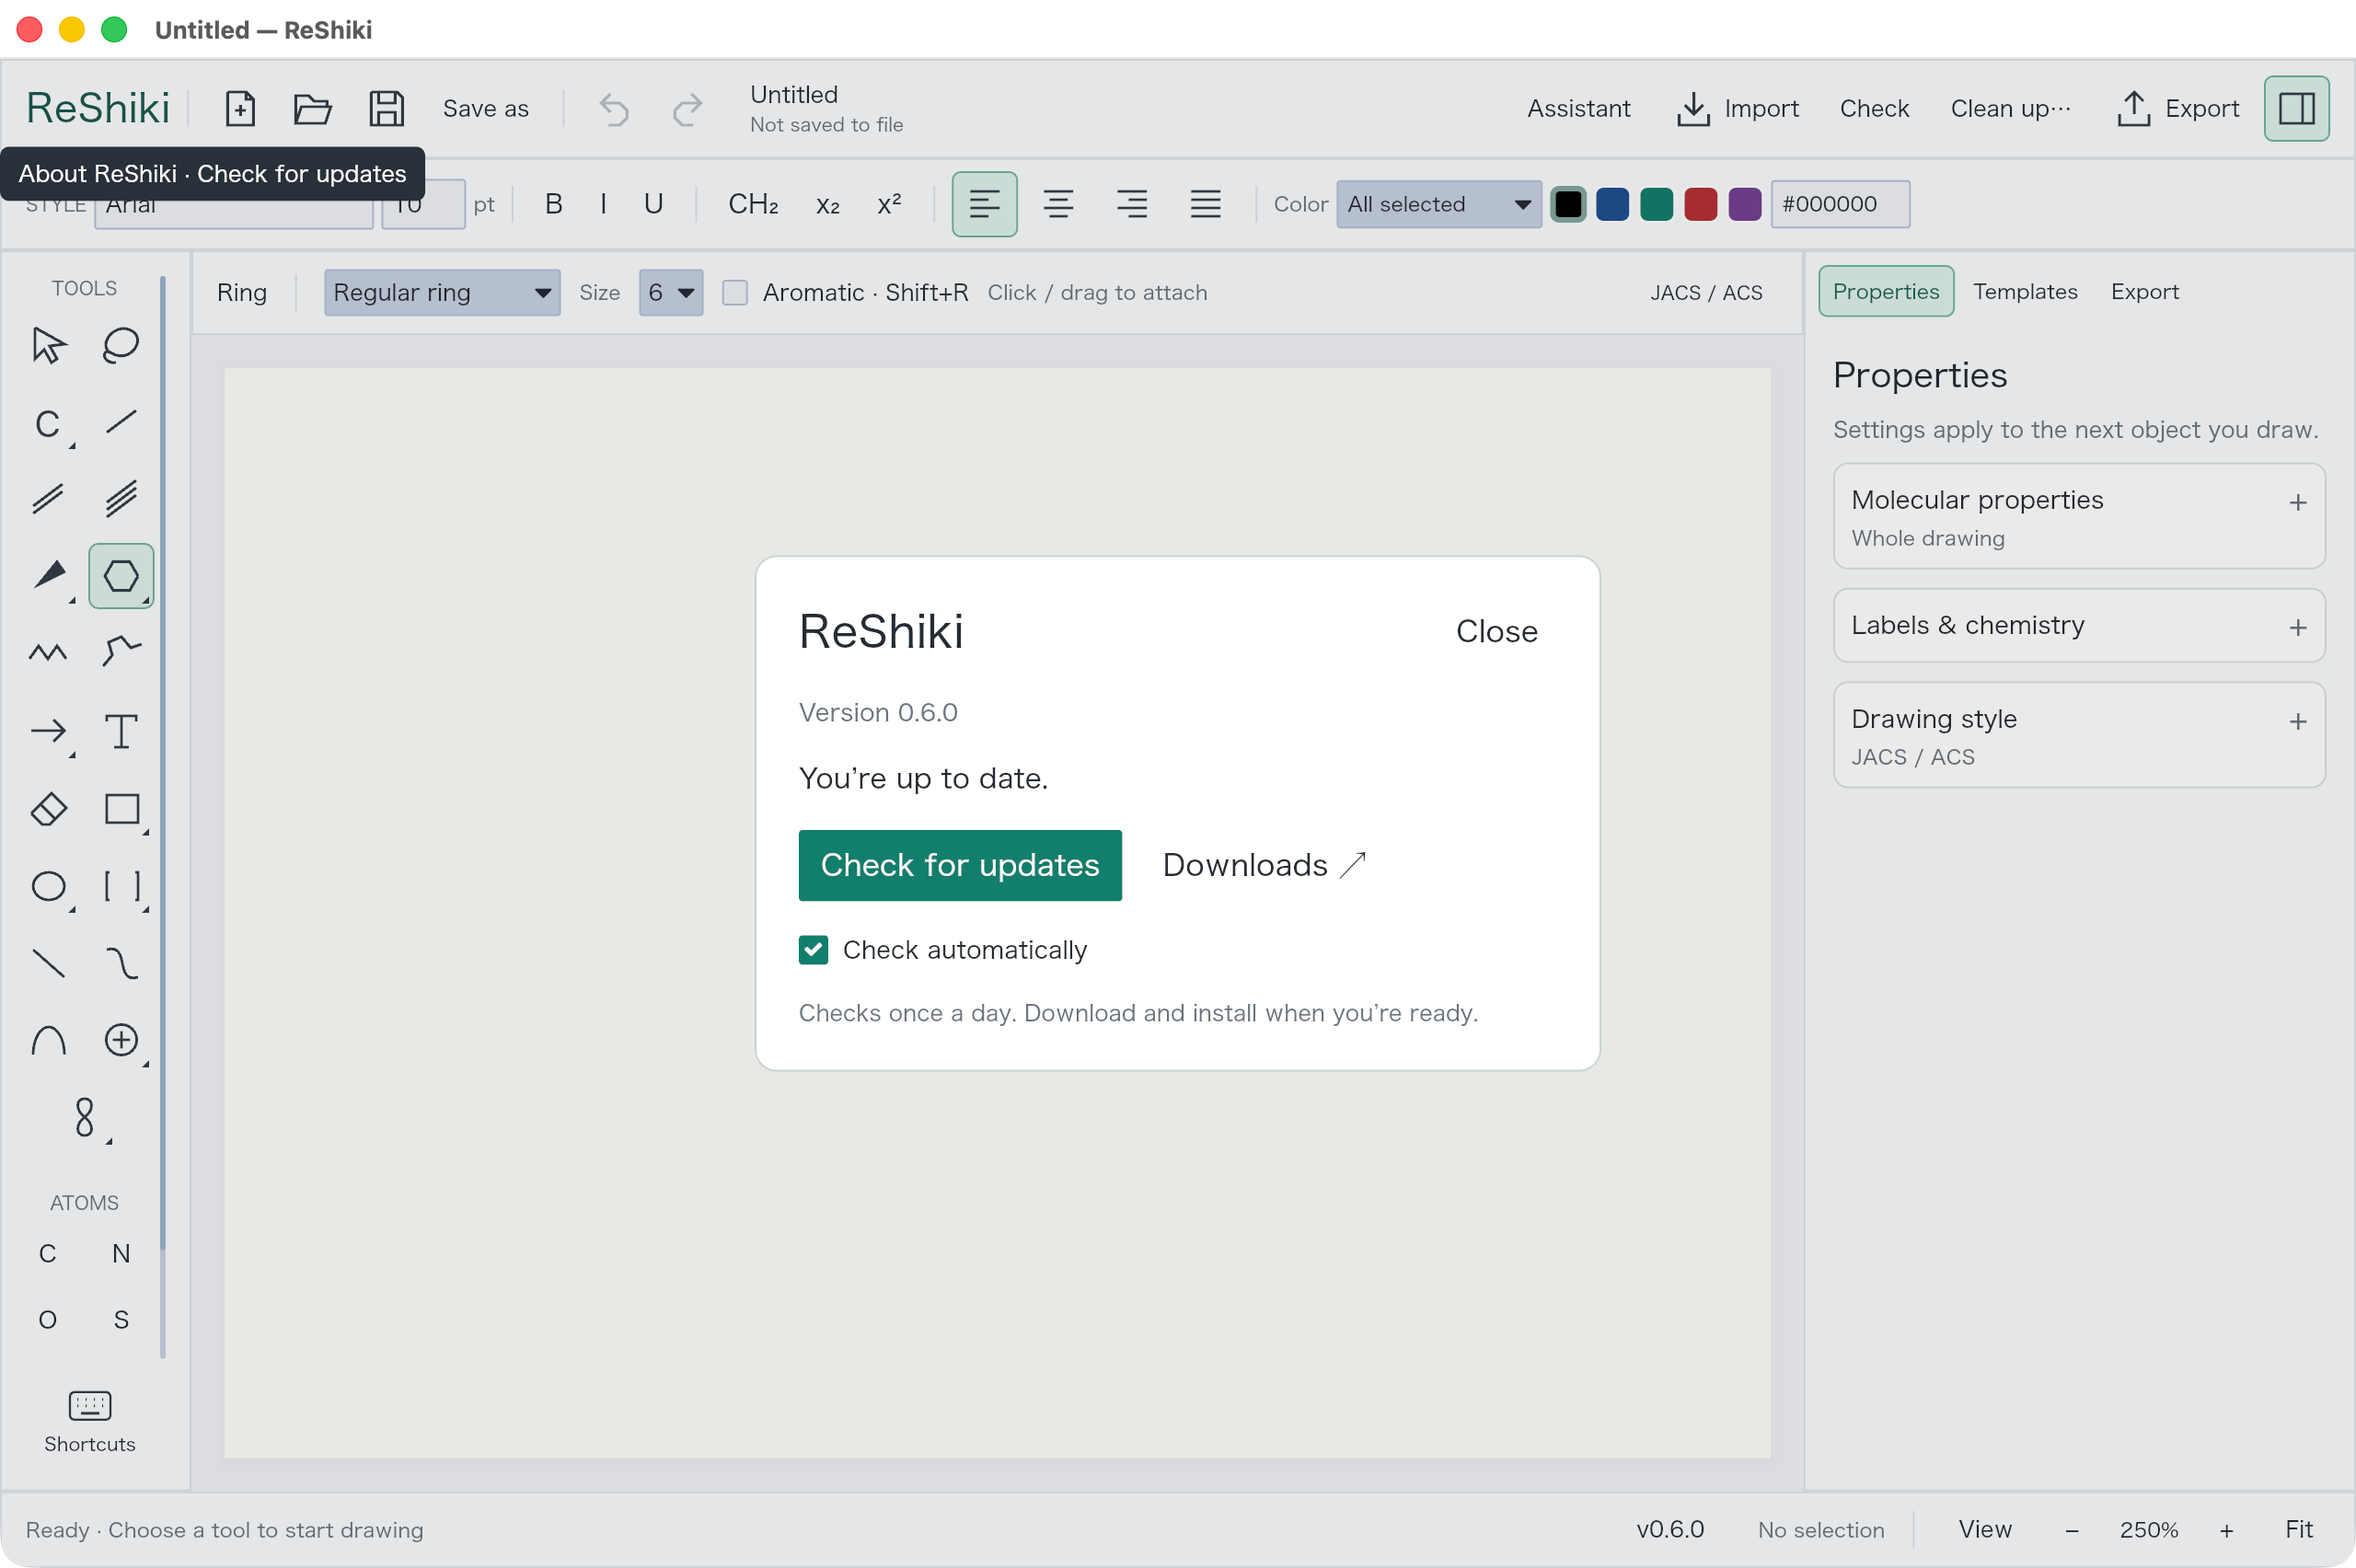 Untitled — ReShiki
ReShiki
Save as
Untitled
Not saved to file
Assistant
Import
Check
Clean up···
Export
About ReShiki · Check for updates
STYLE
Arial
10
pt
B
I
U
CH₂
x₂
x²
Color
All selected
#000000
TOOLS
C
T
[ ]
ATOMS
C N
O S
Shortcuts
Ring
Regular ring
Size
6
Aromatic · Shift+R
Click / drag to attach
JACS / ACS
ReShiki
Close
Version 0.6.0
You’re up to date.
Check for updates
Downloads ↗
Check automatically
Checks once a day. Download and install when you’re ready.
Properties
Templates
Export
Properties
Settings apply to the next object you draw.
Molecular properties
+
Whole drawing
Labels & chemistry
+
Drawing style
+
JACS / ACS
Ready · Choose a tool to start drawing
v0.6.0
No selection
View
−
250%
+
Fit